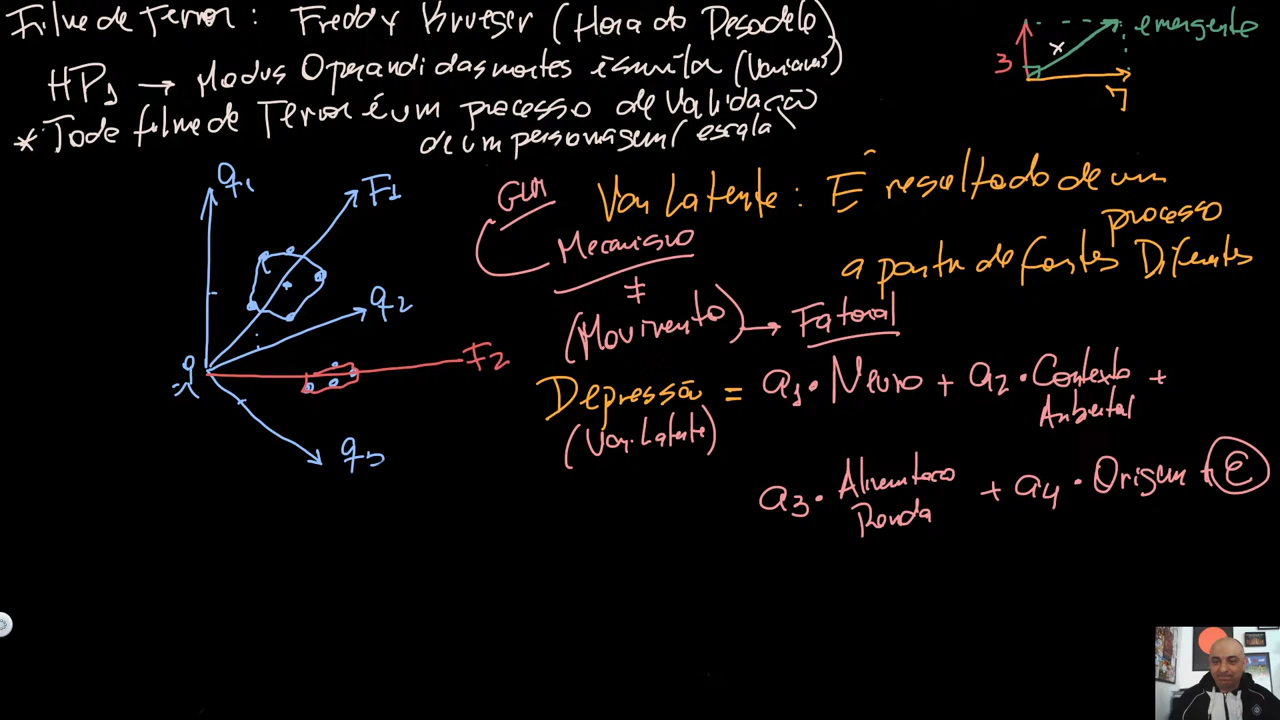 Filme de Terror: Freddy Krueger (Hora do Pesadelo)
HP1 → Modus Operandi das mortes é similar (Variável)
* Todo filme de Terror é um processo de Validação
de um personagem / escala
3
x
emergente
7
q1
F1
q2
F2
q3
GLM
Mecanismo
≠
(Movimento) → Fatorial
Var Latente: É resultado de um
processo
a partir de fontes Diferentes
Depressão = a1 · Neuro + a2 · Contexto +
Ambiental
(Var. Latente)
a3 · Alimentacao + a4 · Origem + e
Renda